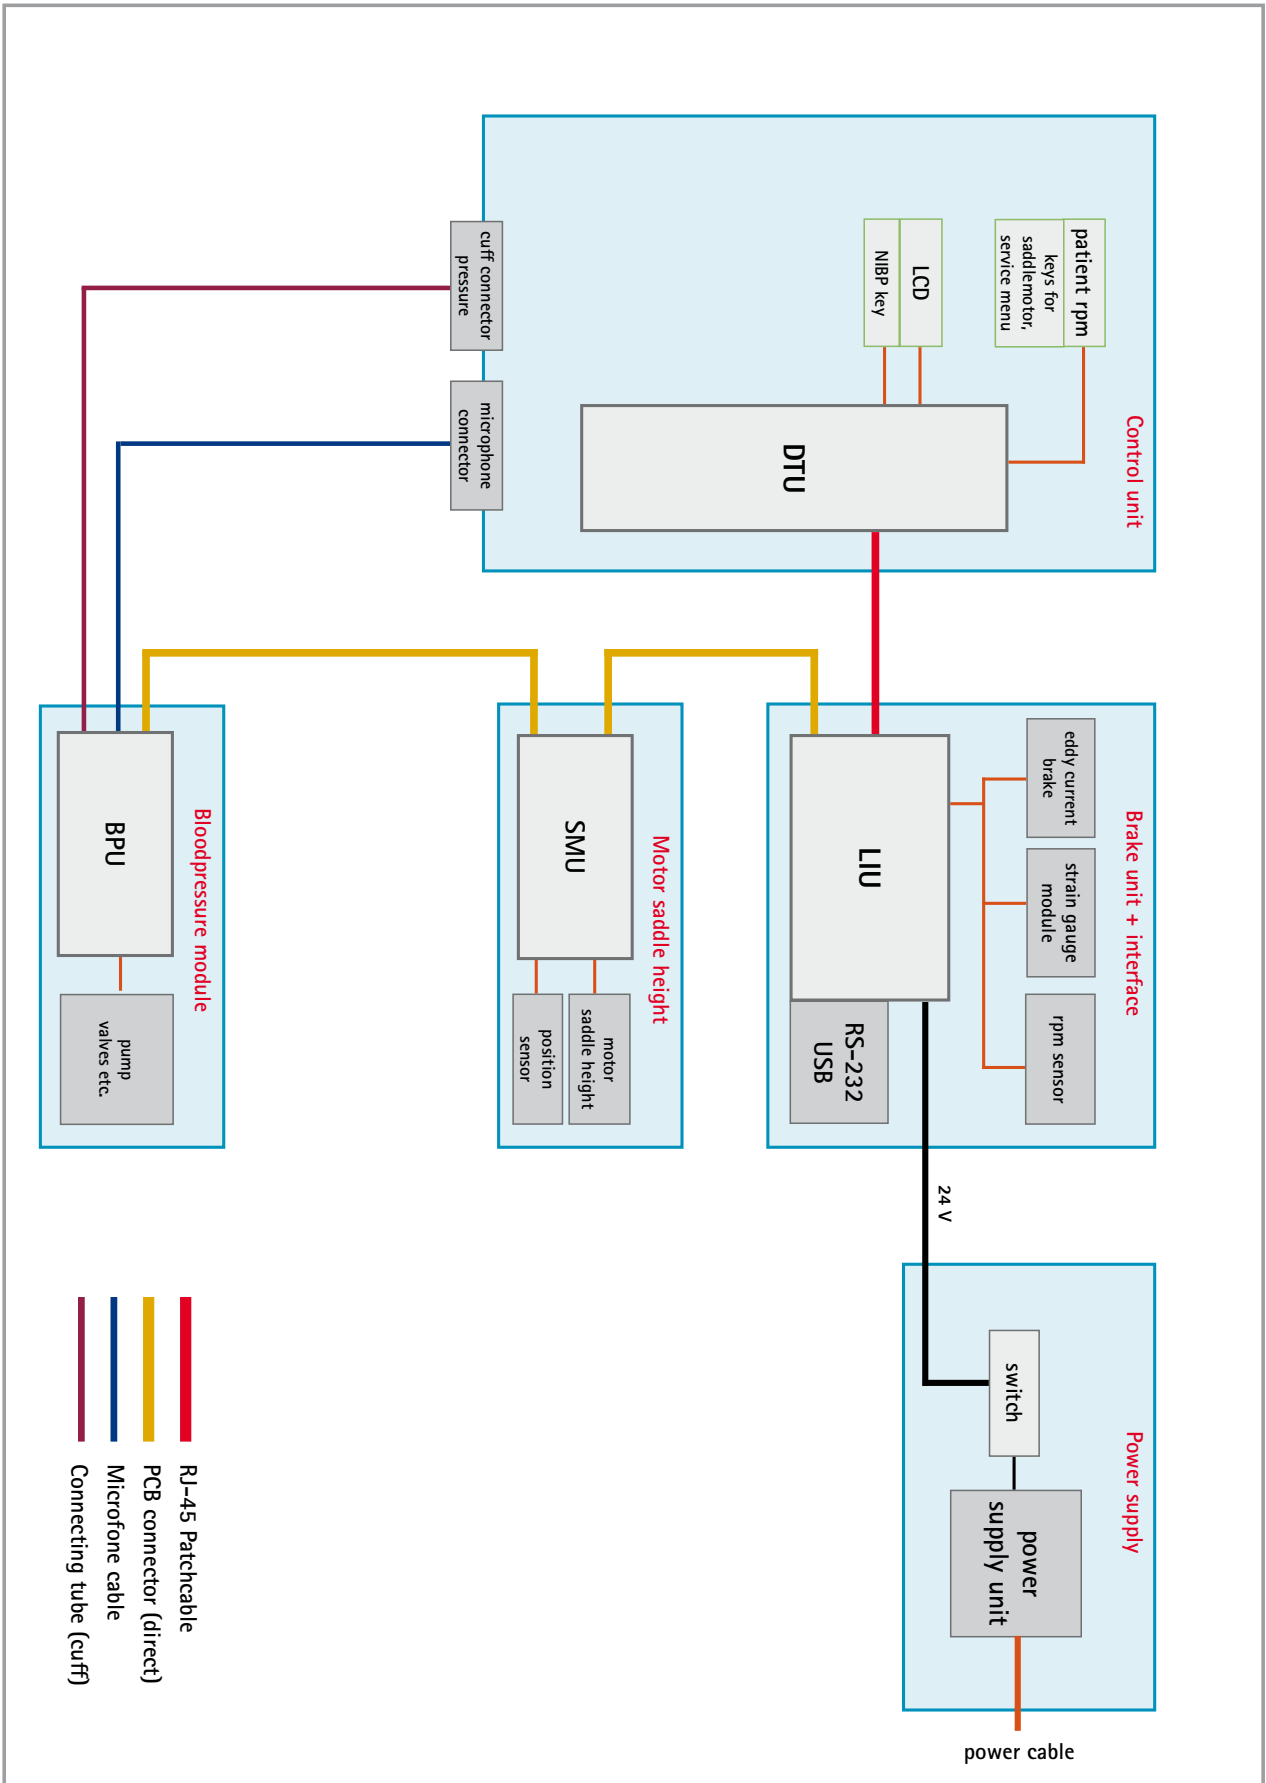 Control unit
patient rpm
keys for
saddlemotor,
service menu
LCD
NIBP key
DTU
cuff connector
pressure
microphone
connector
Brake unit + interface
eddy current
brake
strain gauge
module
rpm sensor
LIU
RS-232
USB
Motor saddle height
SMU
motor
saddle height
position
sensor
Bloodpressure module
BPU
pump
valves etc.
24 V
Power supply
switch
power
supply unit
power cable
RJ-45 Patchcable
PCB connector (direct)
Microfone cable
Connecting tube (cuff)